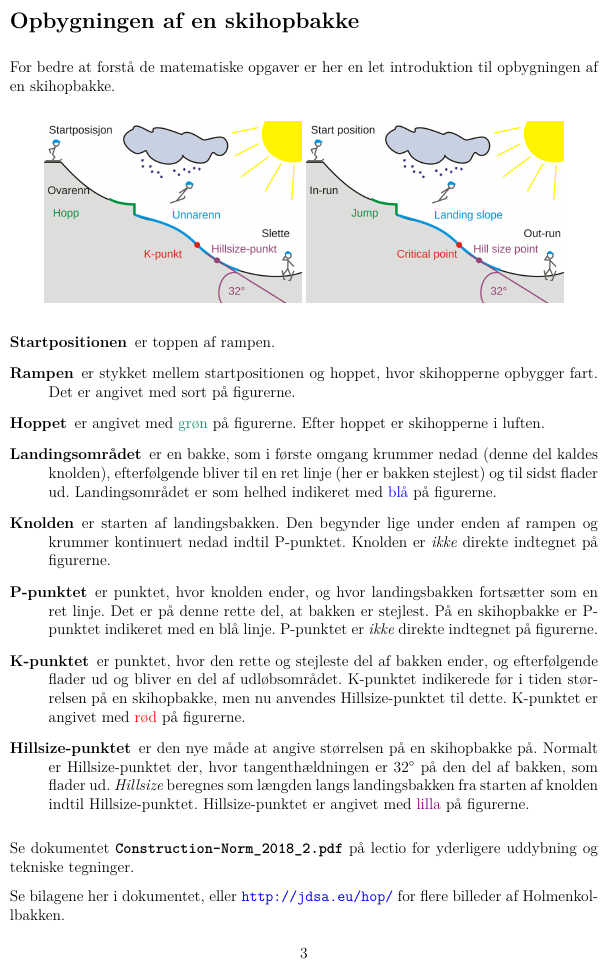 Opbygningen af en skihopbakke
For bedre at forstå de matematiske opgaver er her en let introduktion til opbygningen af
en skihopbakke.
Startposisjon
Ovarenn
Hopp
Unnarenn
Slette
K-punkt
Hillsize-punkt
32°
Start position
In-run
Jump
Landing slope
Out-run
Critical point
Hill size point
32°
Startpositionen er toppen af rampen.
Rampen er stykket mellem startpositionen og hoppet, hvor skihopperne opbygger fart.
Det er angivet med sort på figurerne.
Hoppet er angivet med grøn på figurerne. Efter hoppet er skihopperne i luften.
Landingsområdet er en bakke, som i første omgang krummer nedad (denne del kaldes
knolden), efterfølgende bliver til en ret linje (her er bakken stejlest) og til sidst flader
ud. Landingsområdet er som helhed indikeret med blå på figurerne.
Knolden er starten af landingsbakken. Den begynder lige under enden af rampen og
krummer kontinuert nedad indtil P-punktet. Knolden er ikke direkte indtegnet på
figurerne.
P-punktet er punktet, hvor knolden ender, og hvor landingsbakken fortsætter som en
ret linje. Det er på denne rette del, at bakken er stejlest. På en skihopbakke er P-
punktet indikeret med en blå linje. P-punktet er ikke direkte indtegnet på figurerne.
K-punktet er punktet, hvor den rette og stejleste del af bakken ender, og efterfølgende
flader ud og bliver en del af udløbsområdet. K-punktet indikerede før i tiden stør-
relsen på en skihopbakke, men nu anvendes Hillsize-punktet til dette. K-punktet er
angivet med rød på figurerne.
Hillsize-punktet er den nye måde at angive størrelsen på en skihopbakke på. Normalt
er Hillsize-punktet der, hvor tangenthældningen er 32° på den del af bakken, som
flader ud. Hillsize beregnes som længden langs landingsbakken fra starten af knolden
indtil Hillsize-punktet. Hillsize-punktet er angivet med lilla på figurerne.
Se dokumentet Construction-Norm_2018_2.pdf på lectio for yderligere uddybning og
tekniske tegninger.
Se bilagene her i dokumentet, eller http://jdsa.eu/hop/ for flere billeder af Holmenkol-
lbakken.
3